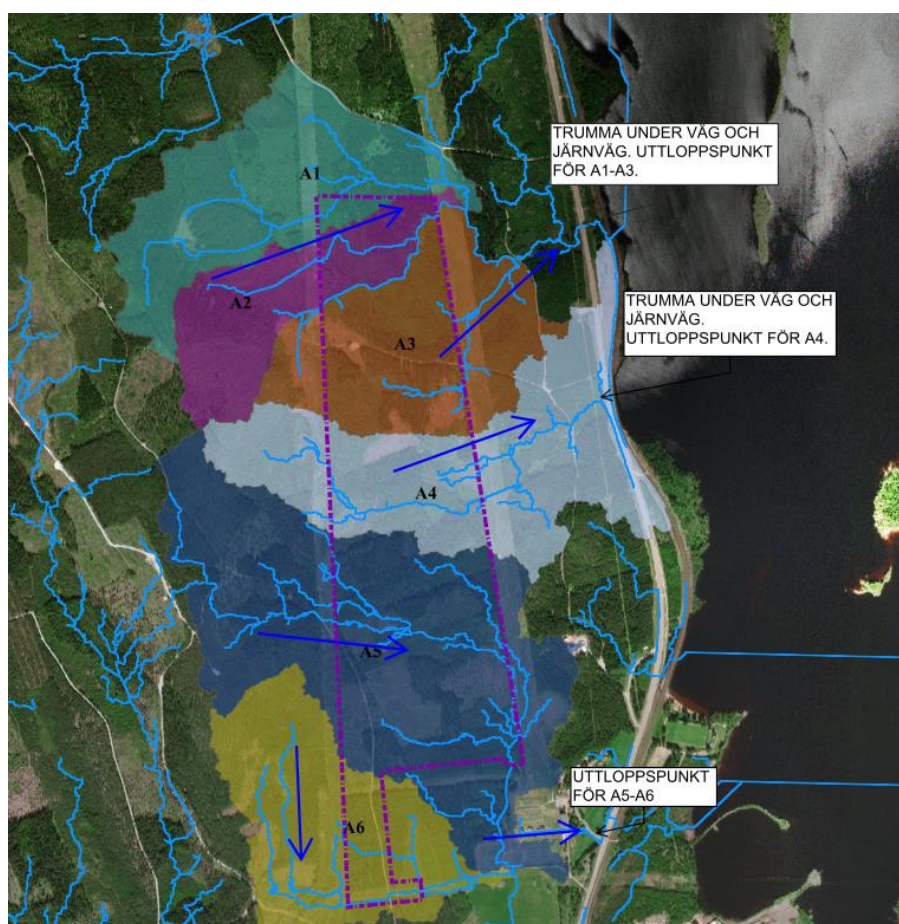 TRUMMA UNDER VÄG OCH
JÄRNVÄG. UTTLOPPSPUNKT
FÖR A1-A3.
A1
A2
TRUMMA UNDER VÄG OCH
JÄRNVÄG.
UTTLOPPSPUNKT FÖR A4.
A3
A4
A5
UTTLOPPSPUNKT
FÖR A5-A6
A6